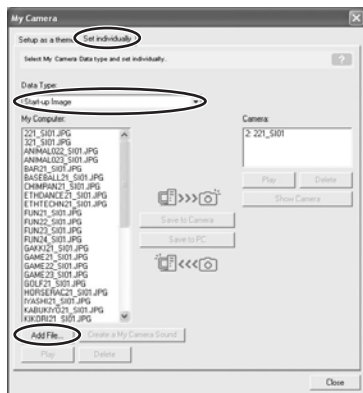 My Camera
Setup as a theme
Set individually
Select My Camera Data type and set individually.
?
Data Type:
Start-up Image
My Computer:
Camera:
221_SI01.JPG
321_SI01.JPG
ANIMAL022_SI01.JPG
ANIMAL023_SI01.JPG
BAR21_SI01.JPG
BASEBALL21_SI01.JPG
CHIMPAN21_SI01.JPG
ETHDANCE21_SI01.JPG
ETHTECHN21_SI01.JPG
FUN21_SI01.JPG
FUN22_SI01.JPG
FUN23_SI01.JPG
FUN24_SI01.JPG
GAKKI21_SI01.JPG
GAME21_SI01.JPG
GAME22_SI01.JPG
GAME23_SI01.JPG
GOLF21_SI01.JPG
HORSERAC21_SI01.JPG
IYASHI21_SI01.JPG
KABUKIYO21_SI01.JPG
KIKORI21_SI01.JPG
2: 221_SI01
Play
Delete
Show Camera
>>>
Save to Camera
Save to PC
<<<
Add File...
Create a My Camera Sound
Play
Delete
Close